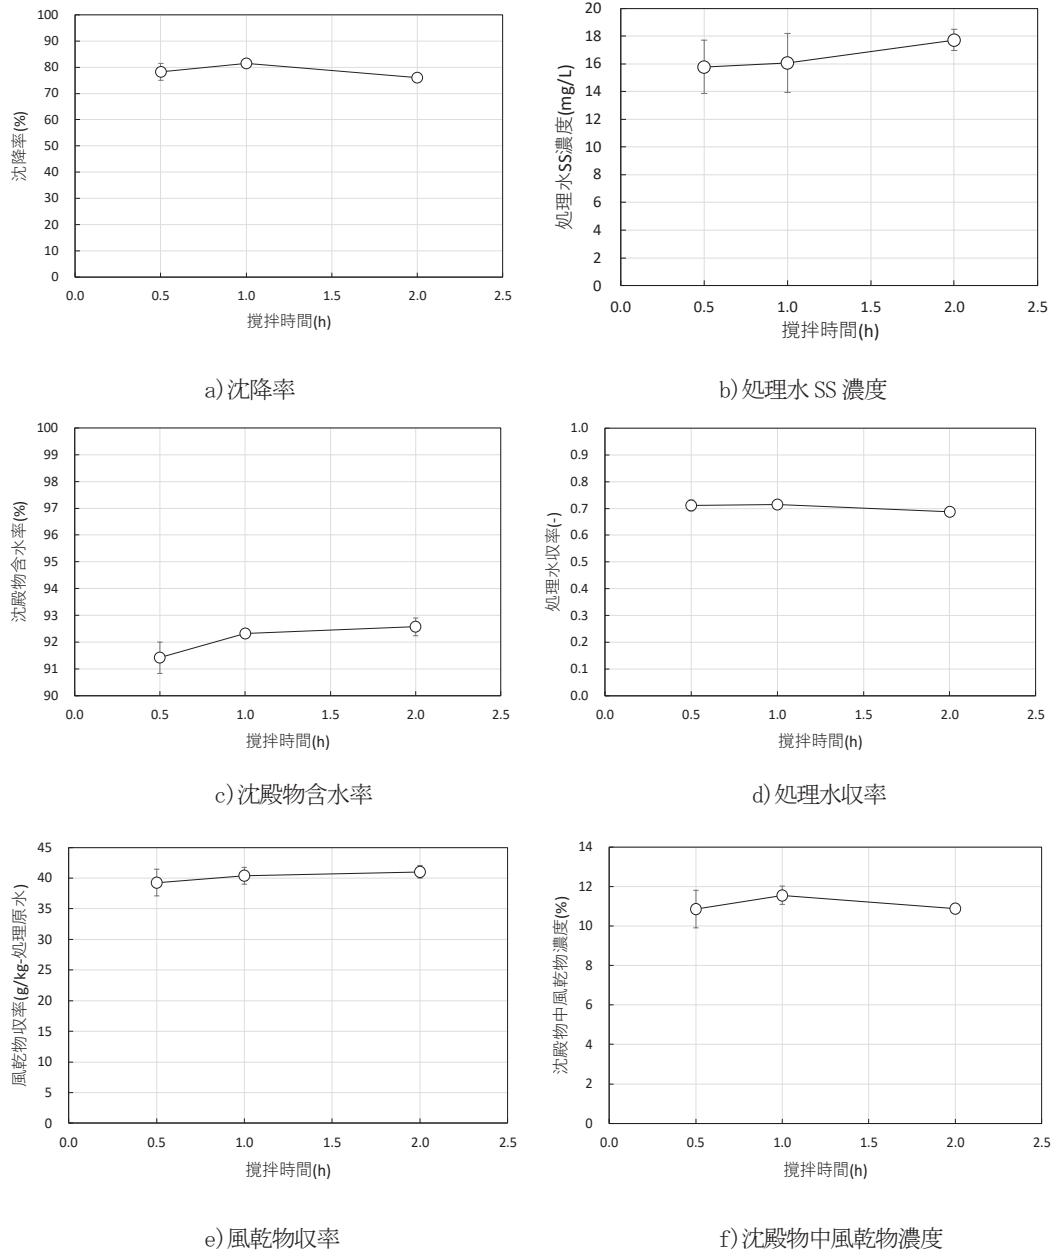 100
90
80
70
60
50
40
30
20
10
0
沈降率(%)
0.0 0.5 1.0 1.5 2.0 2.5
撹拌時間(h)
a)沈降率
20
18
16
14
12
10
8
6
4
2
0
処理水SS濃度(mg/L)
0.0 0.5 1.0 1.5 2.0 2.5
撹拌時間(h)
b)処理水 SS 濃度
100
99
98
97
96
95
94
93
92
91
90
沈殿物含水率(%)
0.0 0.5 1.0 1.5 2.0 2.5
撹拌時間(h)
c)沈殿物含水率
1.0
0.9
0.8
0.7
0.6
0.5
0.4
0.3
0.2
0.1
0.0
処理水収率(-)
0.0 0.5 1.0 1.5 2.0 2.5
撹拌時間(h)
d)処理水収率
45
40
35
30
25
20
15
10
5
0
風乾物収率(g/kg-処理原水)
0.0 0.5 1.0 1.5 2.0 2.5
撹拌時間(h)
e)風乾物収率
14
12
10
8
6
4
2
0
沈殿物中風乾物濃度(%)
0.0 0.5 1.0 1.5 2.0 2.5
撹拌時間(h)
f)沈殿物中風乾物濃度